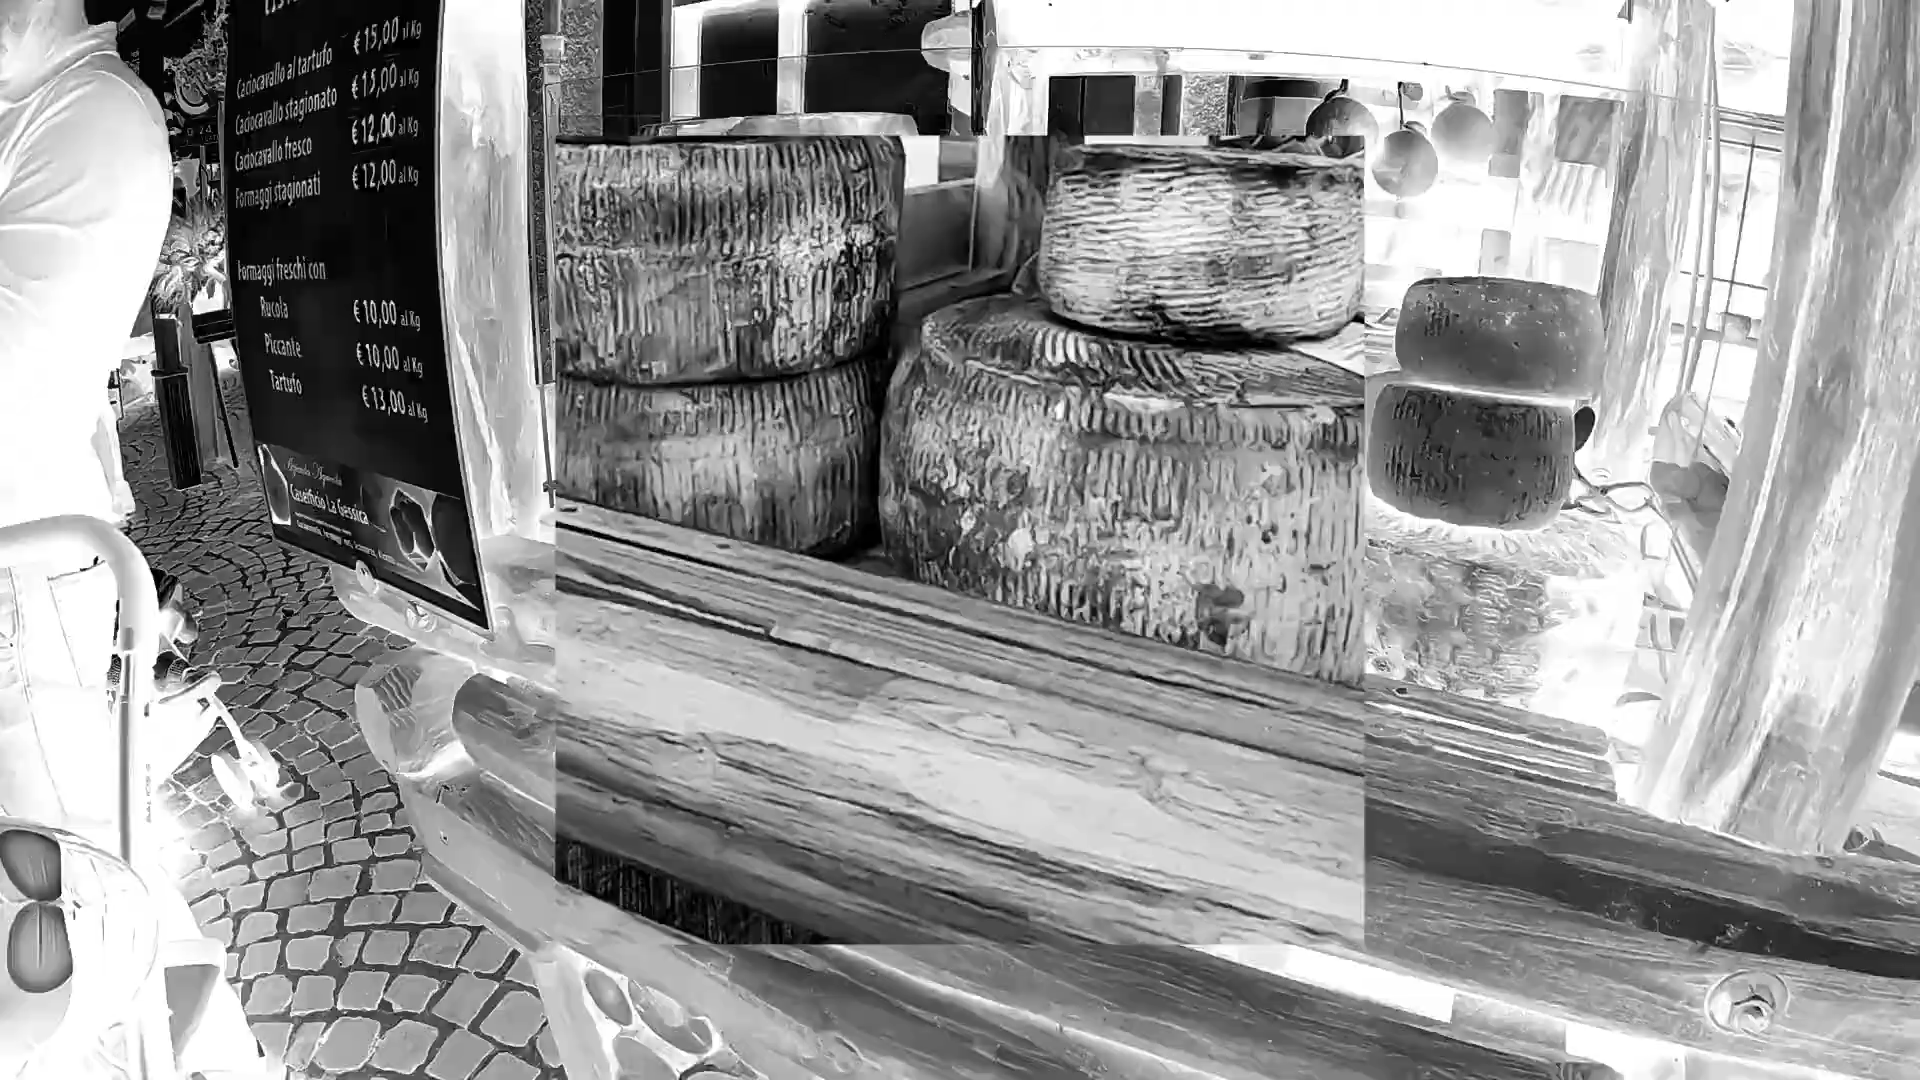 €15,00 al Kg
Caciocavallo al tartufo €15,00 al Kg
Caciocavallo stagionato €12,00 al Kg
Caciocavallo fresco €12,00 al Kg
Formaggi stagionati
Formaggi freschi con
Rucola €10,00 al Kg
Piccante €10,00 al Kg
Tartufo €13,00 al Kg
Caseificio La Gessica